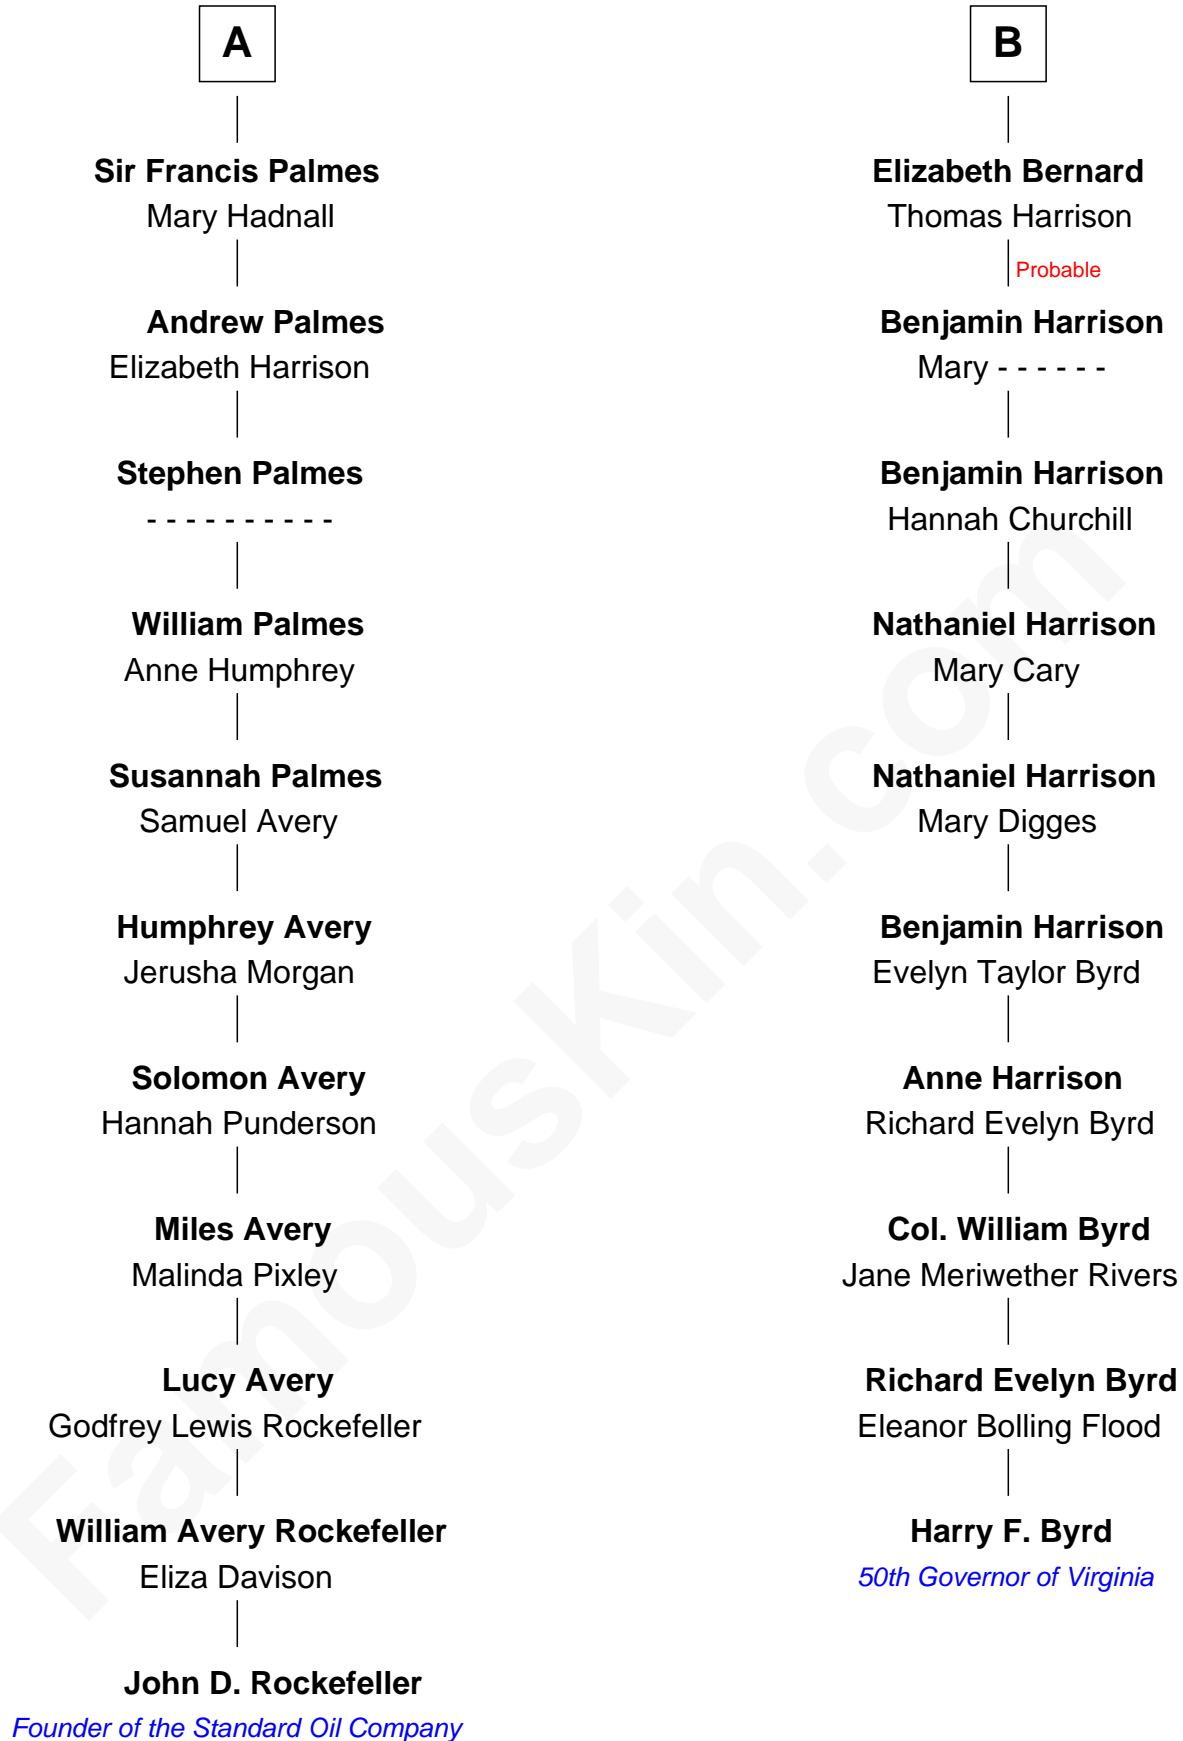 A
Sir Francis Palmes
Mary Hadnall
Andrew Palmes
Elizabeth Harrison
Stephen Palmes
- - - - - - - - - -
William Palmes
Anne Humphrey
Susannah Palmes
Samuel Avery
Humphrey Avery
Jerusha Morgan
Solomon Avery
Hannah Punderson
Miles Avery
Malinda Pixley
Lucy Avery
Godfrey Lewis Rockefeller
William Avery Rockefeller
Eliza Davison
John D. Rockefeller
Founder of the Standard Oil Company
B
Elizabeth Bernard
Thomas Harrison
Probable
Benjamin Harrison
Mary - - - - - -
Benjamin Harrison
Hannah Churchill
Nathaniel Harrison
Mary Cary
Nathaniel Harrison
Mary Digges
Benjamin Harrison
Evelyn Taylor Byrd
Anne Harrison
Richard Evelyn Byrd
Col. William Byrd
Jane Meriwether Rivers
Richard Evelyn Byrd
Eleanor Bolling Flood
Harry F. Byrd
50th Governor of Virginia
FamousKin.com